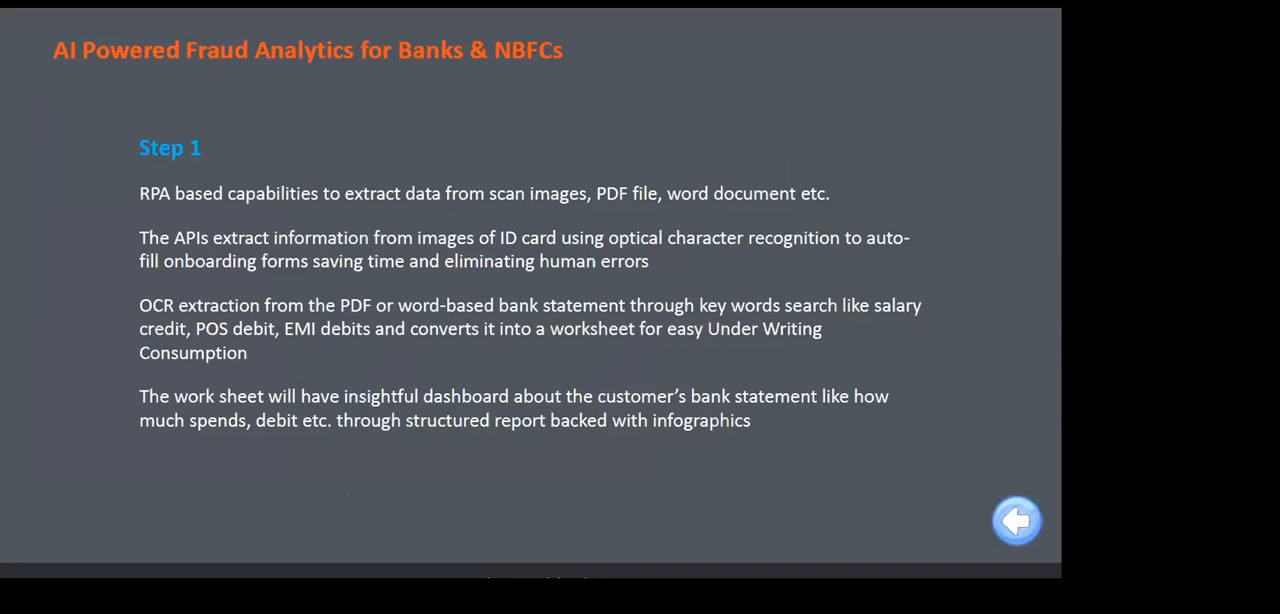 AI Powered Fraud Analytics for Banks & NBFCs
Step 1
RPA based capabilities to extract data from scan images, PDF file, word document etc.
The APIs extract information from images of ID card using optical character recognition to auto-
fill onboarding forms saving time and eliminating human errors
OCR extraction from the PDF or word-based bank statement through key words search like salary
credit, POS debit, EMI debits and converts it into a worksheet for easy Under Writing
Consumption
The work sheet will have insightful dashboard about the customer’s bank statement like how
much spends, debit etc. through structured report backed with infographics